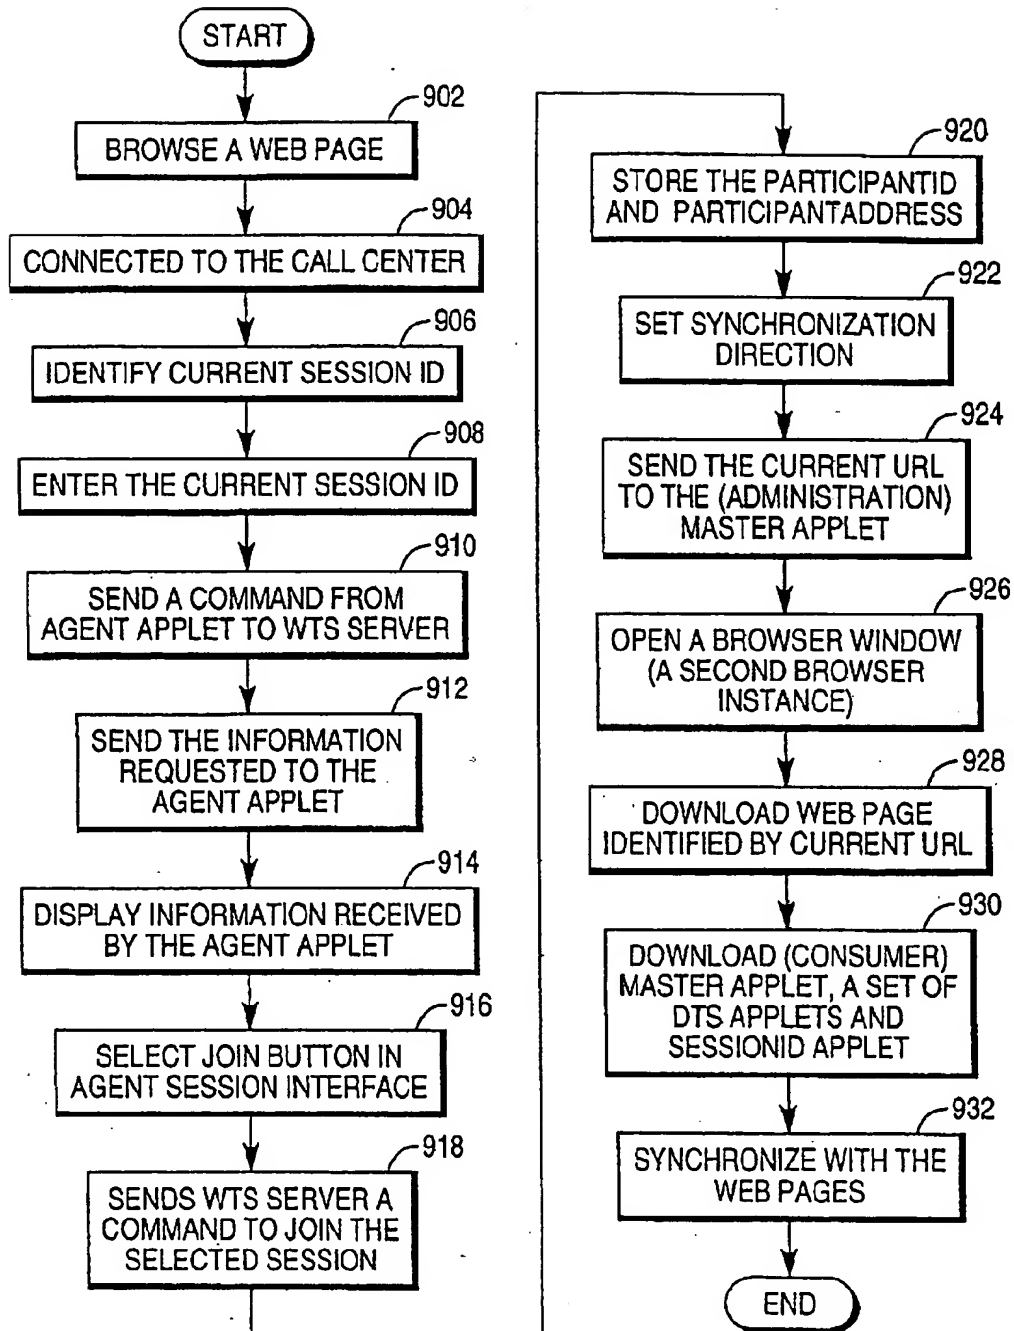 START
902
BROWSE A WEB PAGE
904
CONNECTED TO THE CALL CENTER
906
IDENTIFY CURRENT SESSION ID
908
ENTER THE CURRENT SESSION ID
910
SEND A COMMAND FROM
AGENT APPLET TO WTS SERVER
912
SEND THE INFORMATION
REQUESTED TO THE
AGENT APPLET
914
DISPLAY INFORMATION RECEIVED
BY THE AGENT APPLET
916
SELECT JOIN BUTTON IN
AGENT SESSION INTERFACE
918
SENDS WTS SERVER A
COMMAND TO JOIN THE
SELECTED SESSION
920
STORE THE PARTICIPANTID
AND PARTICIPANTADDRESS
922
SET SYNCHRONIZATION
DIRECTION
924
SEND THE CURRENT URL
TO THE (ADMINISTRATION)
MASTER APPLET
926
OPEN A BROWSER WINDOW
(A SECOND BROWSER
INSTANCE)
928
DOWNLOAD WEB PAGE
IDENTIFIED BY CURRENT URL
930
DOWNLOAD (CONSUMER)
MASTER APPLET, A SET OF
DTS APPLETS AND
SESSIONID APPLET
932
SYNCHRONIZE WITH THE
WEB PAGES
END